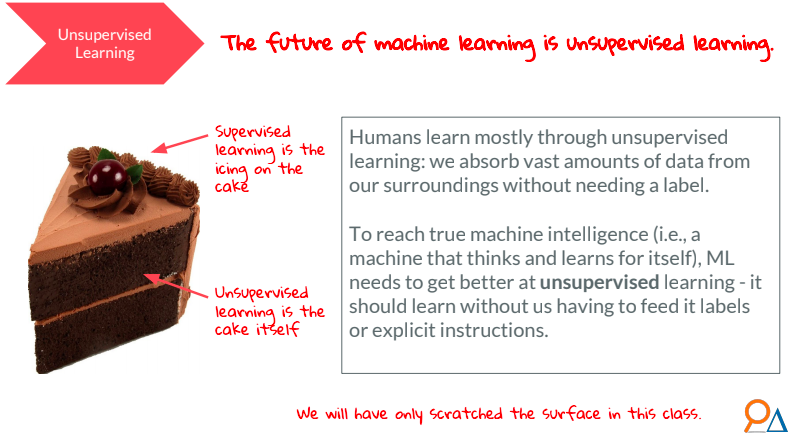 Unsupervised
Learning
The future of machine learning is unsupervised learning.
Supervised
learning is the
icing on the
cake
Unsupervised
learning is the
cake itself
Humans learn mostly through unsupervised
learning: we absorb vast amounts of data from
our surroundings without needing a label.
To reach true machine intelligence (i.e., a
machine that thinks and learns for itself), ML
needs to get better at unsupervised learning - it
should learn without us having to feed it labels
or explicit instructions.
We will have only scratched the surface in this class.